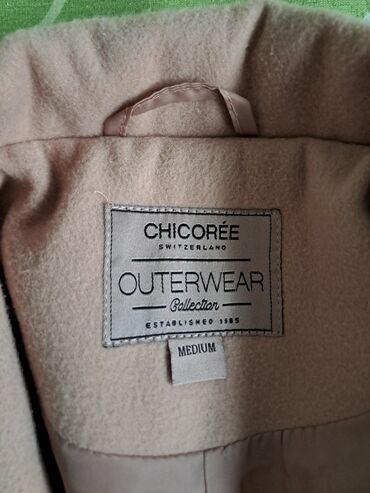 CHICORÉE
SWITZERLAND
OUTERWEAR
Collection
ESTABLISHED 1985
MEDIUM